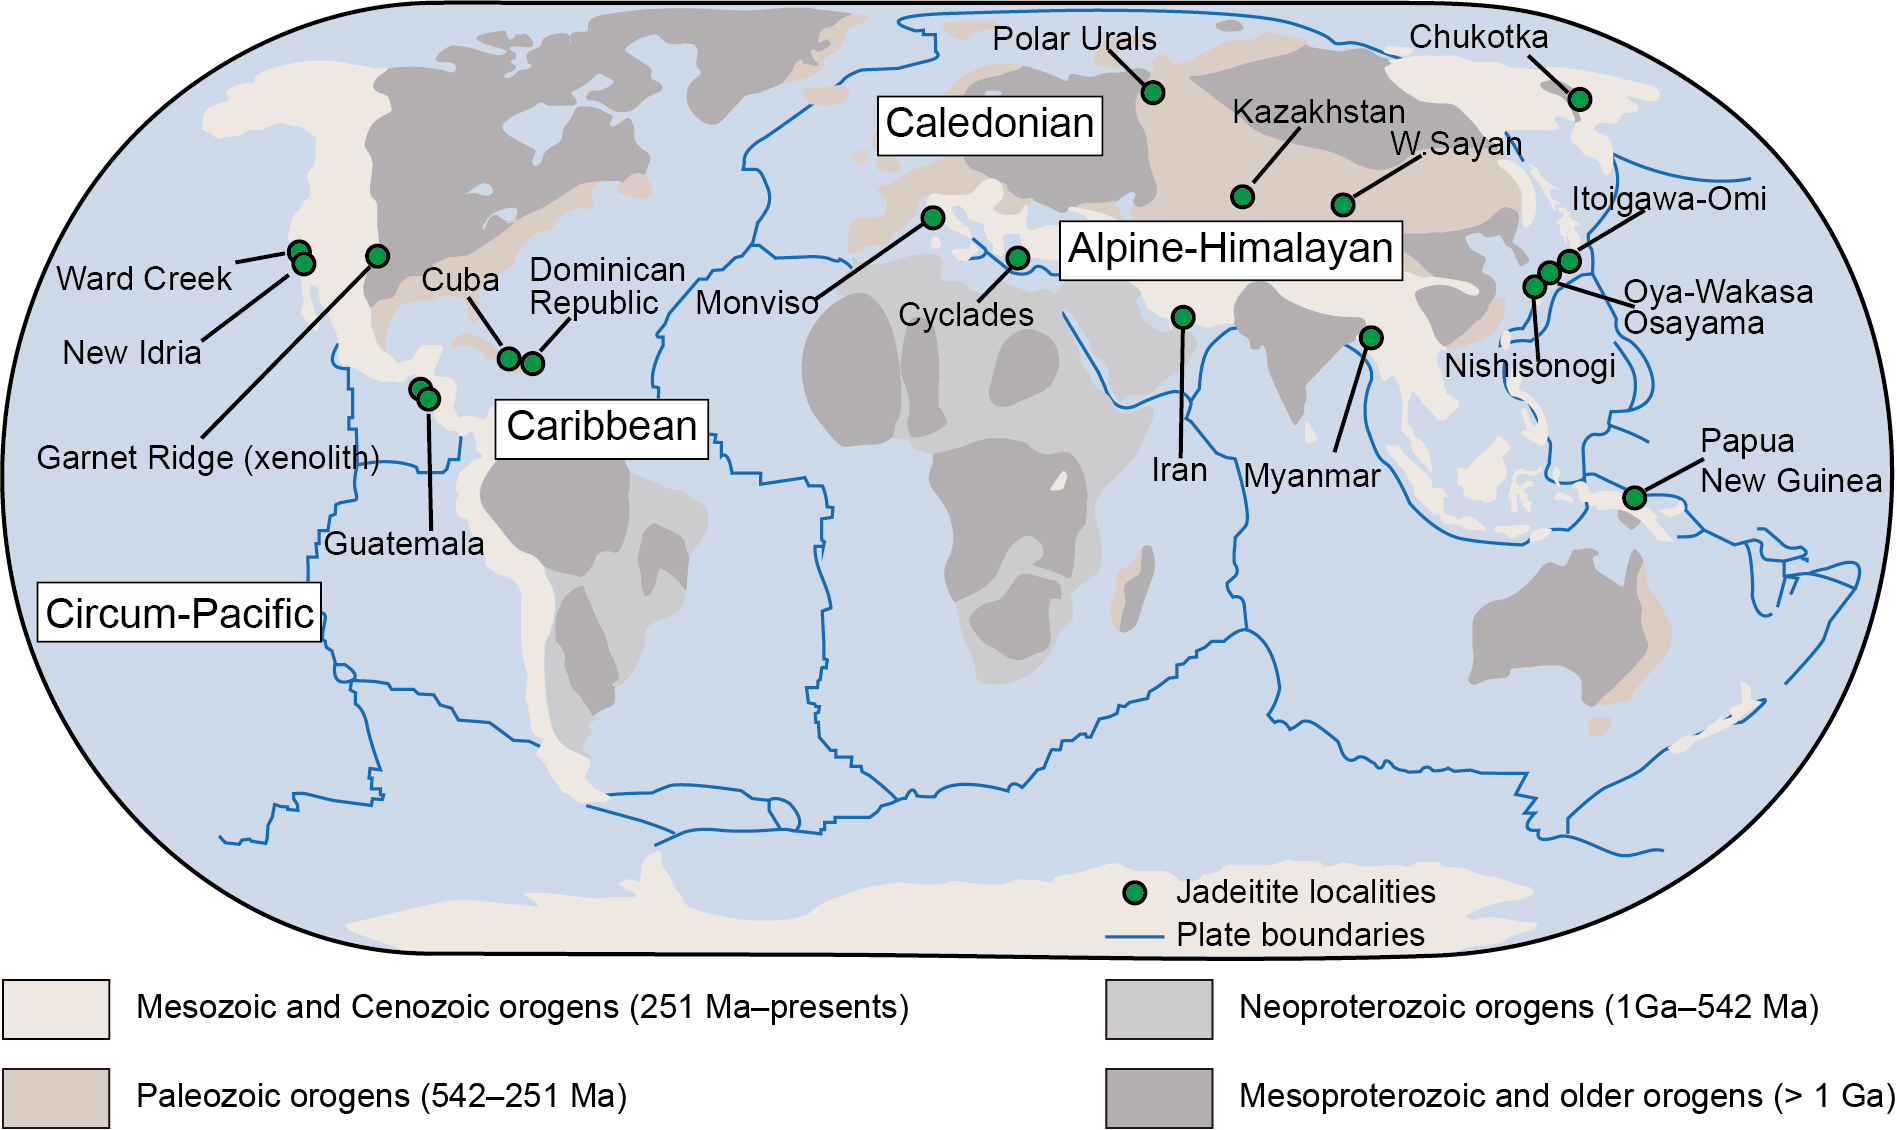 Polar Urals
Chukotka
Caledonian
Kazakhstan
W.Sayan
Itoigawa-Omi
Alpine-Himalayan
Ward Creek
Cuba
Dominican
Republic
Monviso
Cyclades
Oya-Wakasa
Osayama
New Idria
Nishisonogi
Caribbean
Garnet Ridge (xenolith)
Iran
Myanmar
Papua
New Guinea
Guatemala
Circum-Pacific
Jadeitite localities
Plate boundaries
Mesozoic and Cenozoic orogens (251 Ma–presents)
Neoproterozoic orogens (1Ga–542 Ma)
Paleozoic orogens (542–251 Ma)
Mesoproterozoic and older orogens (> 1 Ga)